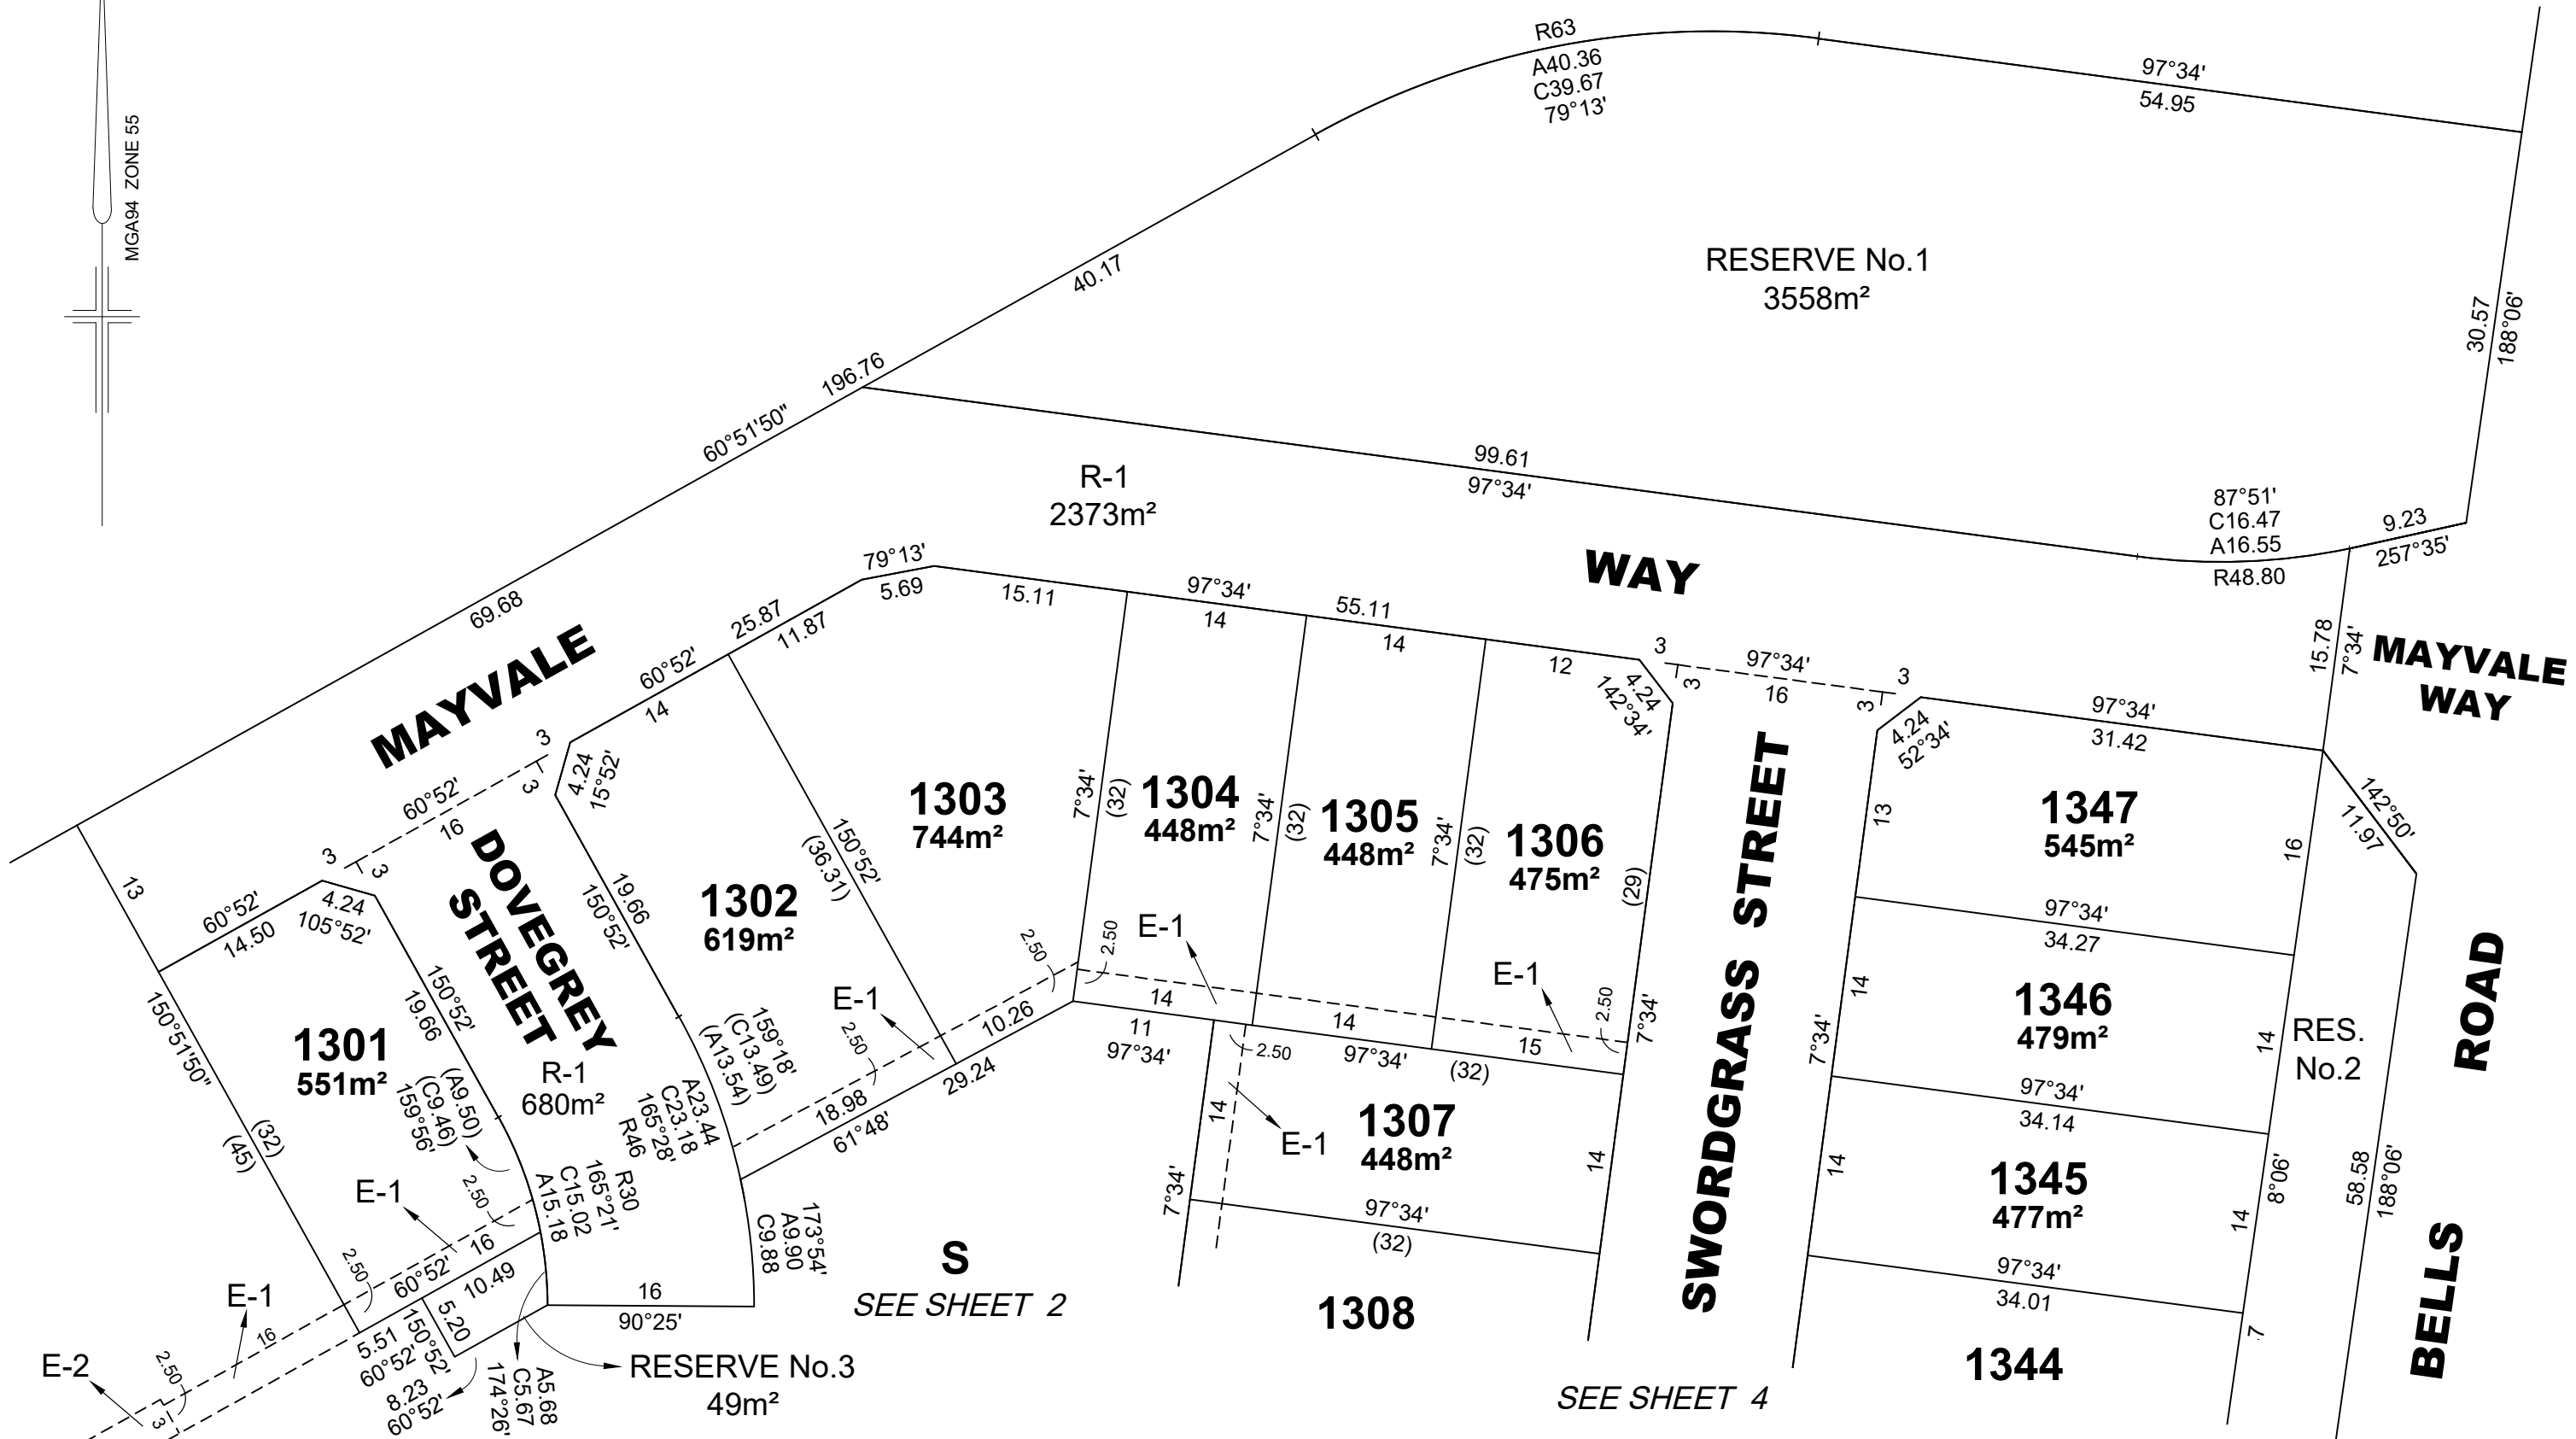 MGA94 ZONE 55
R63
A40.36
C39.67
79°13'
97°34'
54.95
40.17
RESERVE No.1
3558m²
30.57
188°06'
196.76
60°51'50"
69.68
99.61
97°34'
R-1
2373m²
87°51'
C16.47
A16.55
R48.80
9.23
257°35'
MAYVALE
WAY
MAYVALE
WAY
15.78
7°34'
79°13'
5.69
25.87
11.87
60°52'
14
15.11
97°34'
14
55.11
14
12
3
3
4.24
142°34'
97°34'
16
3
3
4.24
52°34'
97°34'
31.42
142°50'
11.97
3
3
4.24
15°52'
60°52'
16
3
3
13
60°52'
14.50
4.24
105°52'
DOVEGREY
STREET
R-1
680m²
1301
551m²
150°51'50"
(32)
(45)
150°52'
19.66
(A9.50)
(C9.46)
159°56'
1302
619m²
19.66
150°52'
150°52'
(36.31)
159°18'
(C13.49)
(A13.54)
A23.44
C23.18
165°28'
R46
R30
165°21'
C15.02
A15.18
1303
744m²
7°34'
(32)
1304
448m²
7°34'
(32)
1305
448m²
7°34'
(32)
1306
475m²
(29)
7°34'
E-1
E-1
E-1
2.50
2.50
2.50
2.50
10.26
18.98
29.24
61°48'
14
11
97°34'
14
97°34'
15
(32)
2.50
14
E-1
7°34'
1307
448m²
14
97°34'
(32)
1308
SWORDGRASS STREET
13
1347
545m²
16
97°34'
34.27
14
1346
479m²
14
7°34'
97°34'
34.14
14
1345
477m²
14
8°06'
97°34'
34.01
7
1344
RES.
No.2
58.58
188°06'
BELLS ROAD
173°54'
A9.90
C9.88
16
90°25'
S
SEE SHEET 2
SEE SHEET 4
E-1
2.50
2.50
16
60°52'
10.49
E-1
16
E-2
2.50
3
5.51
60°52'
5.20
150°52'
8.23
60°52'
A5.68
C5.67
174°26'
RESERVE No.3
49m²